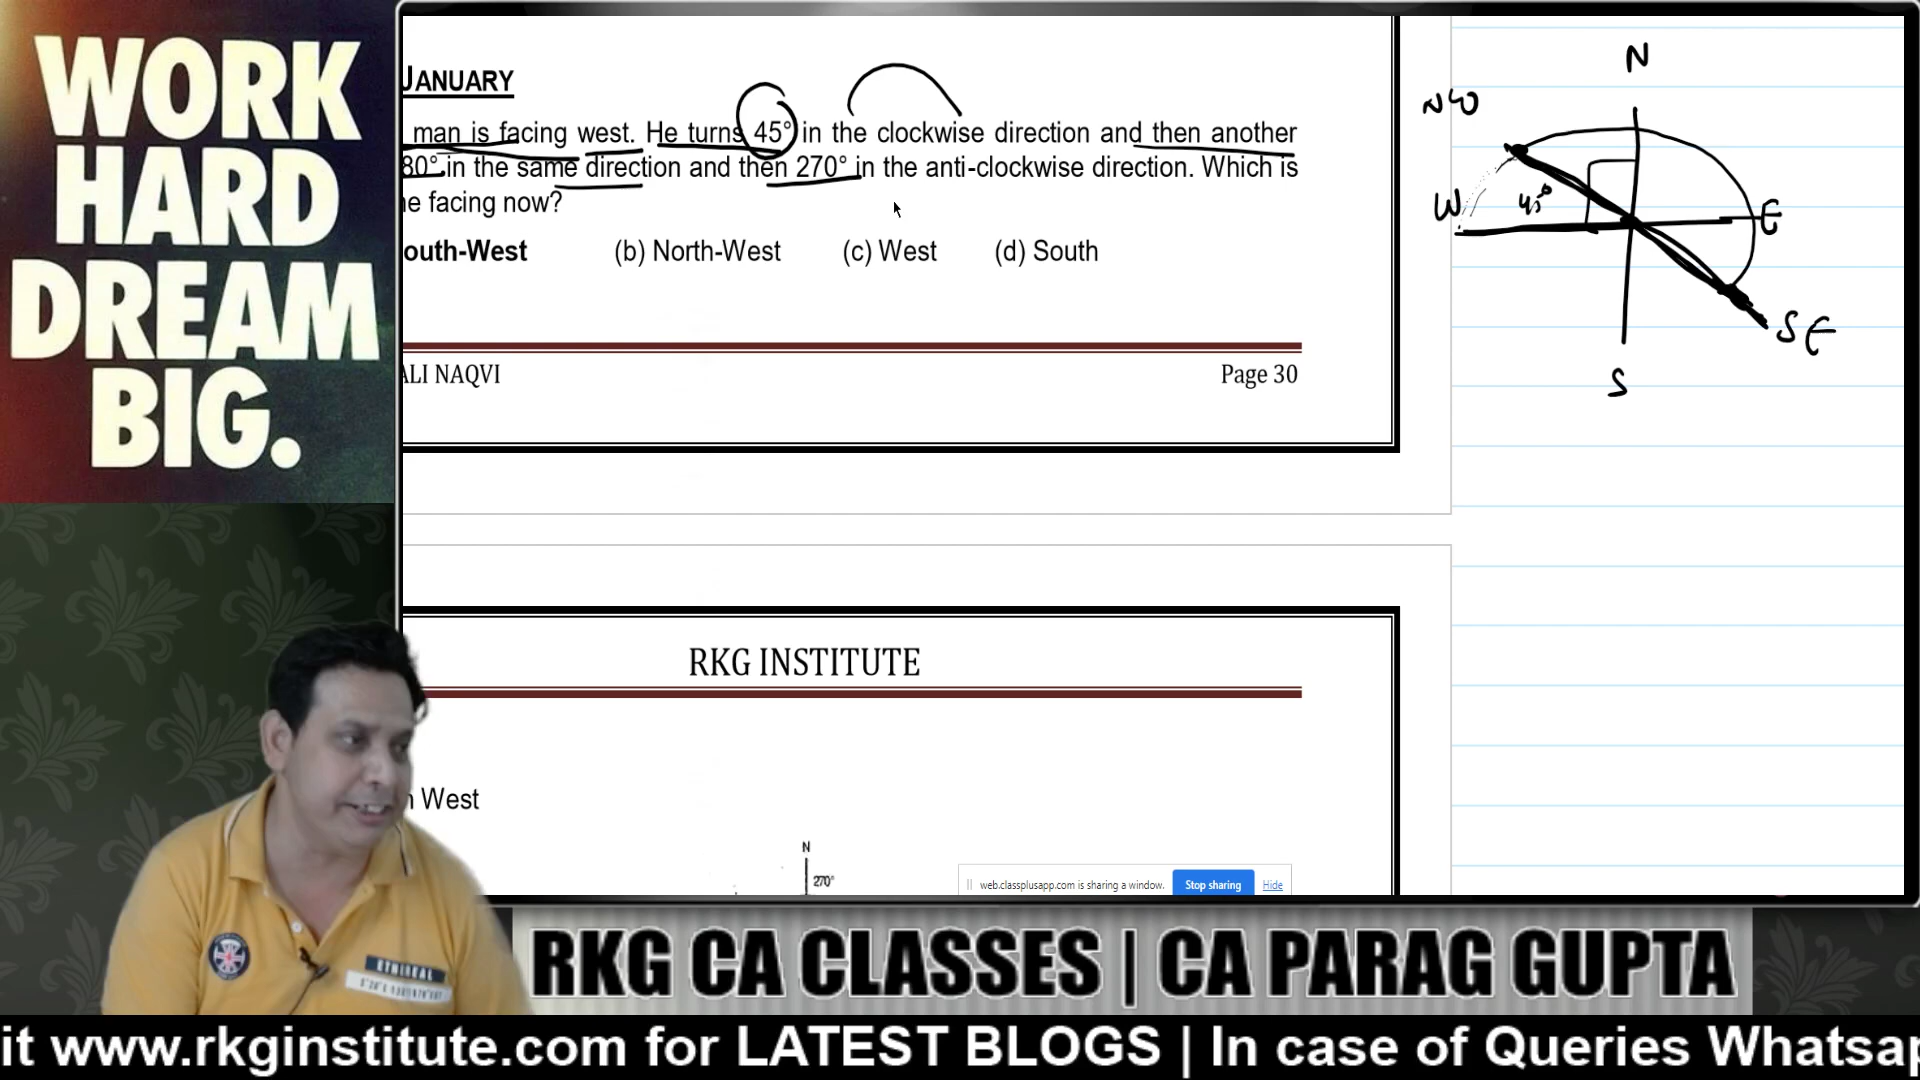 WORK
HARD
DREAM
BIG.
JANUARY
man is facing west. He turns 45° in the clockwise direction and then another
80° in the same direction and then 270° in the anti-clockwise direction. Which is
he facing now?
outh-West (b) North-West (c) West (d) South
ALI NAQVI Page 30
N
NW
W
45°
E
SE
S
RKG INSTITUTE
West
N
270°
web.classplusapp.com is sharing a window. Stop sharing Hide
ETHIKAL
RKG CA CLASSES | CA PARAG GUPTA
it www.rkginstitute.com for LATEST BLOGS | In case of Queries Whatsap